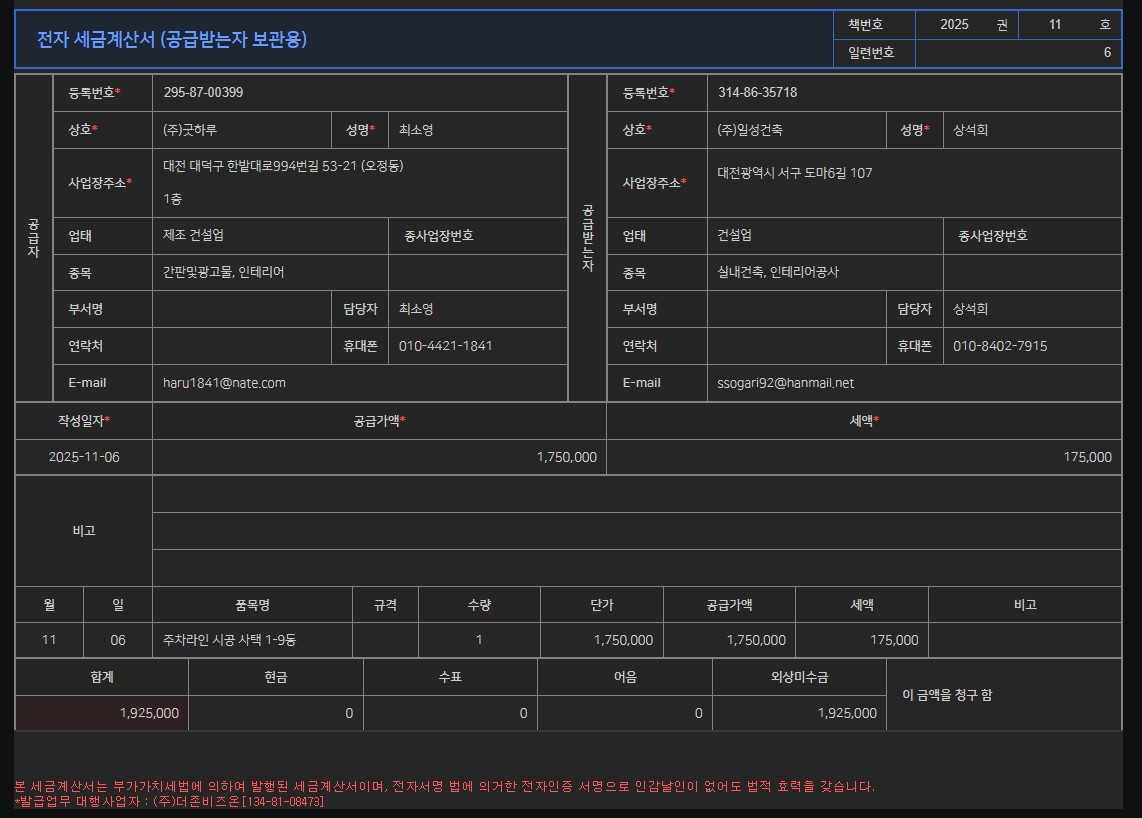 전자 세금계산서 (공급받는자 보관용)
책번호 2025 권 11 호
일련번호 6
공급자
등록번호* 295-87-00399
상호* (주)굿하루 성명* 최소영
사업장주소* 대전 대덕구 한밭대로994번길 53-21 (오정동)
1층
업태 제조 건설업 종사업장번호
종목 간판및광고물, 인테리어
부서명 담당자 최소영
연락처 휴대폰 010-4421-1841
E-mail haru1841@nate.com
공급받는자
등록번호* 314-86-35718
상호* (주)일성건축 성명* 상석희
사업장주소* 대전광역시 서구 도마6길 107
업태 건설업 종사업장번호
종목 실내건축, 인테리어공사
부서명 담당자 상석희
연락처 휴대폰 010-8402-7915
E-mail ssogari92@hanmail.net
작성일자* 공급가액* 세액*
2025-11-06 1,750,000 175,000
비고
월 일 품목명 규격 수량 단가 공급가액 세액 비고
11 06 주차라인 시공 사택 1-9동 1 1,750,000 1,750,000 175,000
합계 현금 수표 어음 외상미수금 이 금액을 청구 함
1,925,000 0 0 0 1,925,000
본 세금계산서는 부가가치세법에 의하여 발행된 세금계산서이며, 전자서명 법에 의거한 전자인증 서명으로 인감날인이 없어도 법적 효력을 갖습니다.
*발급업무 대행사업자 : (주)더존비즈온[134-81-08473]